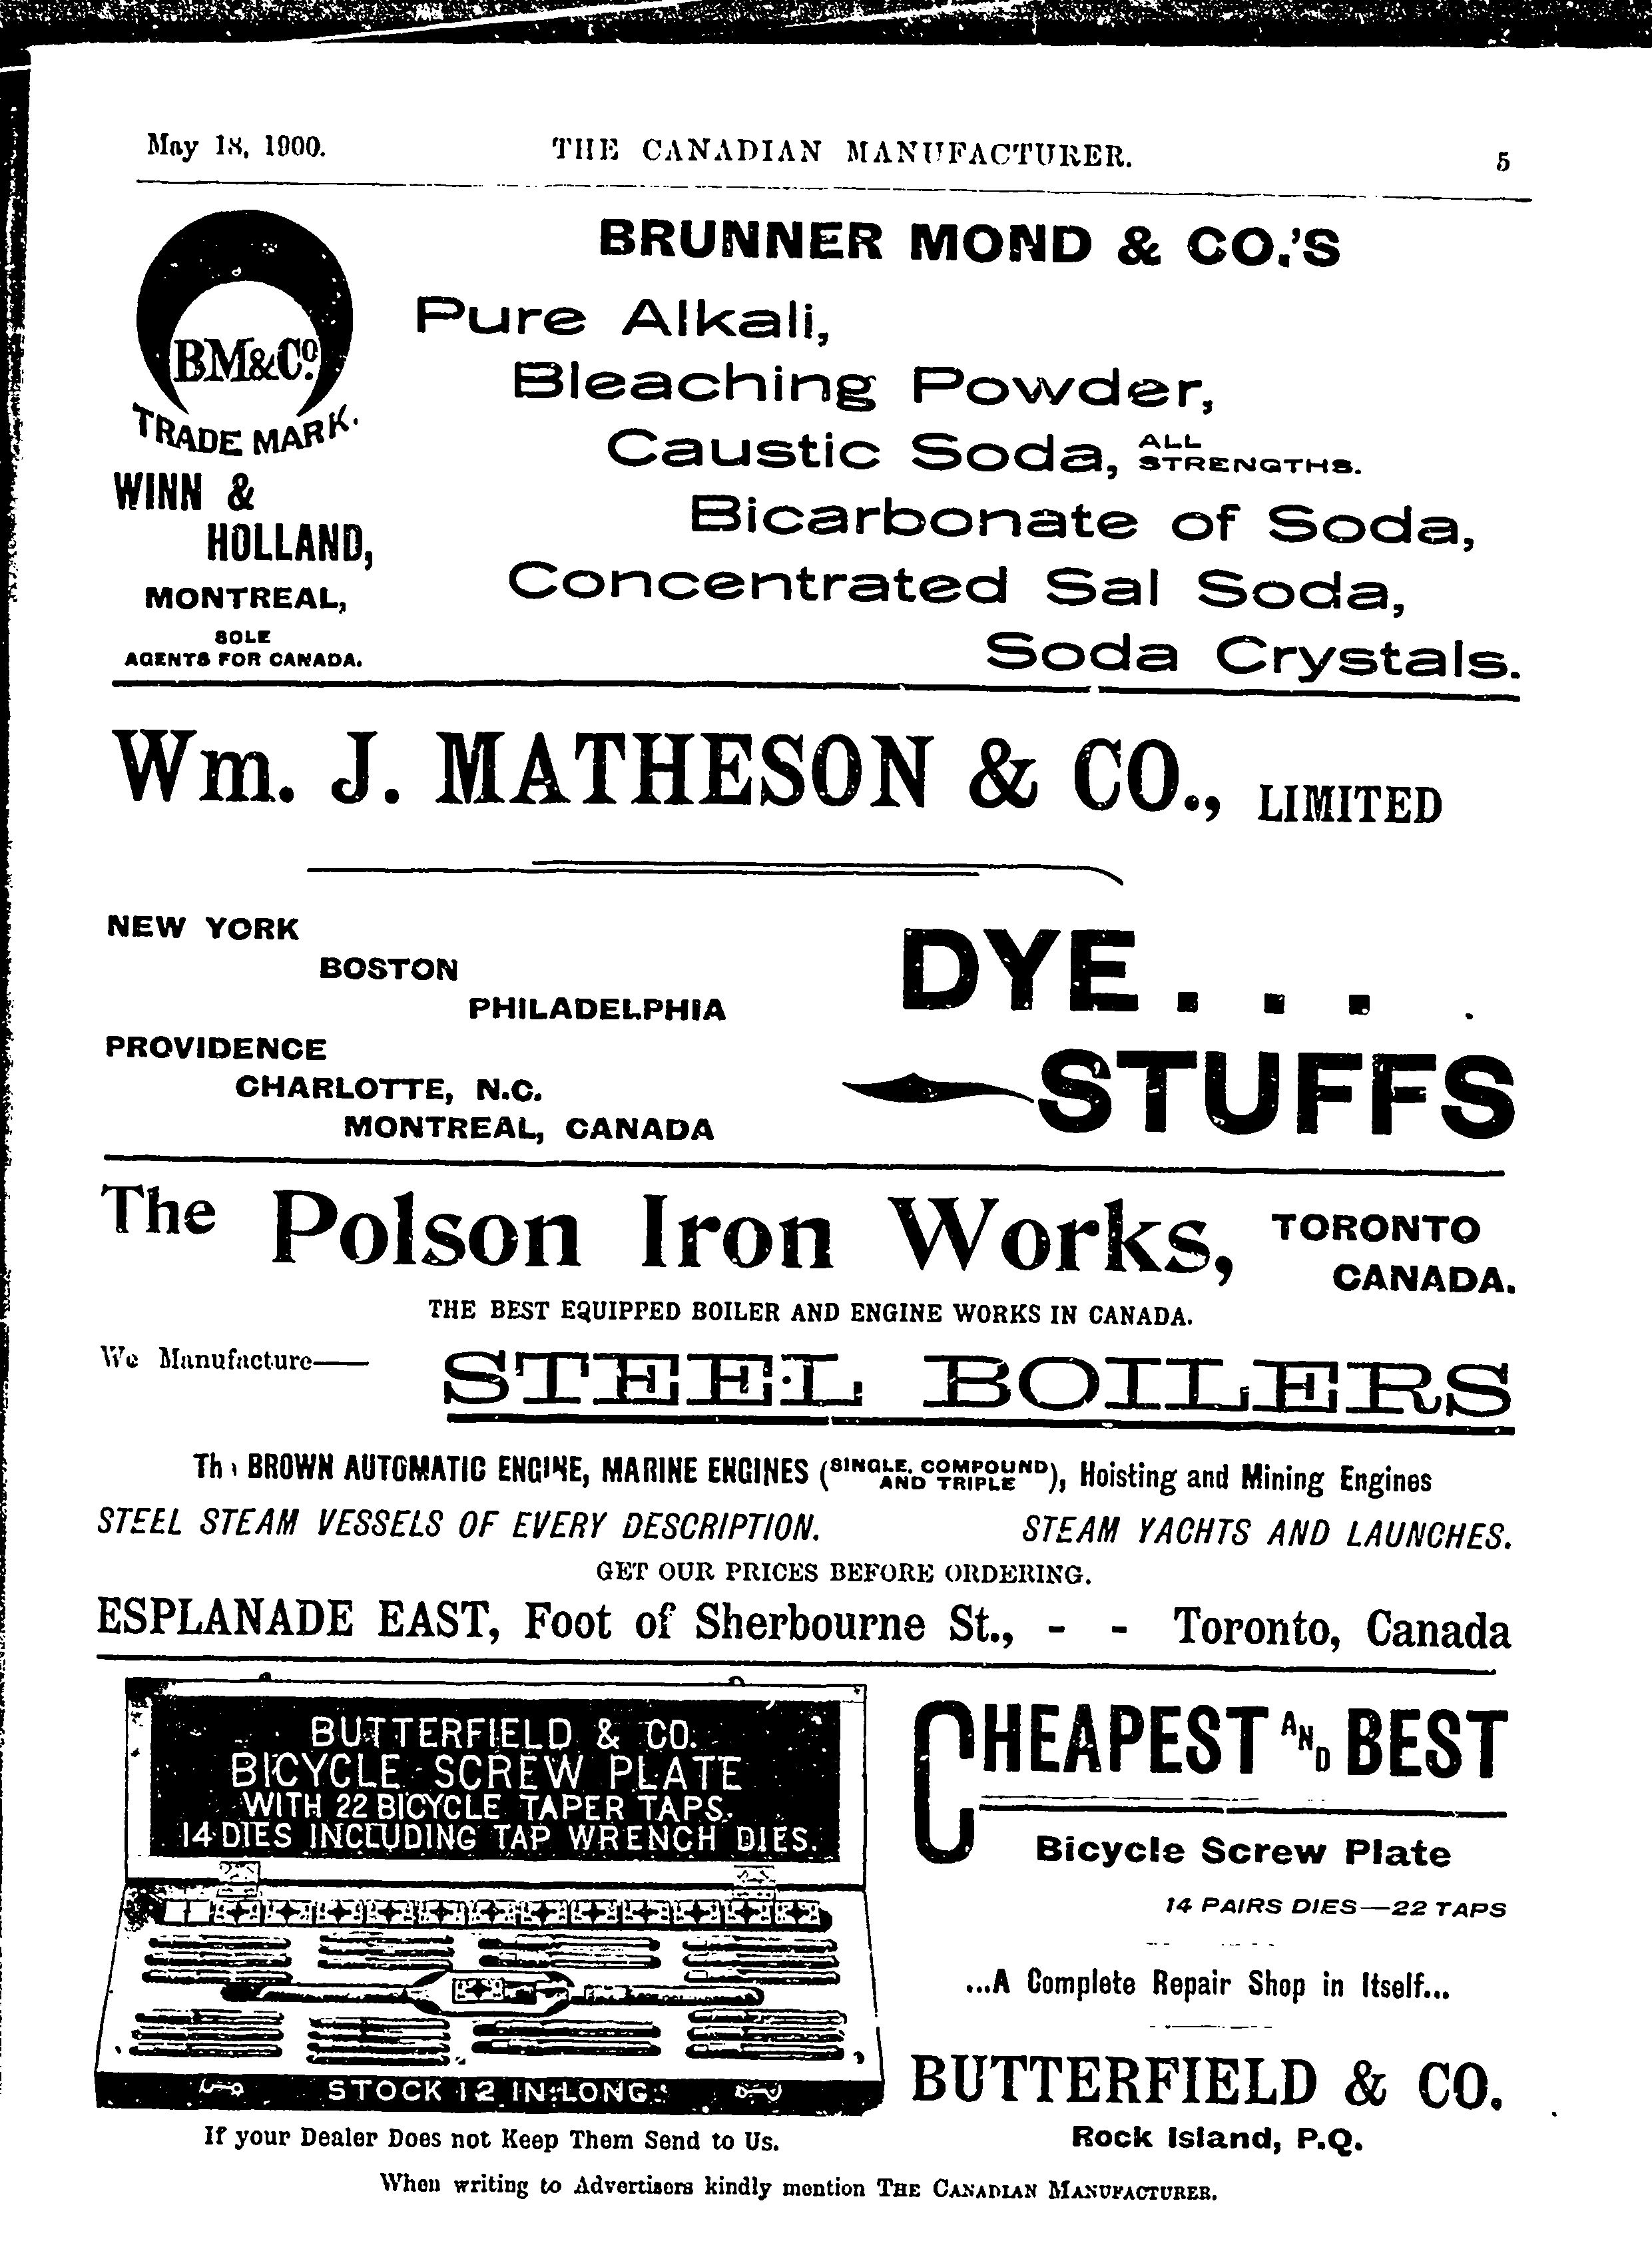 May 18, 1900.
THE CANADIAN MANUFACTURER.
5
BM&Co.
TRADE MARK.
WINN &
HOLLAND,
MONTREAL,
SOLE
AGENTS FOR CANADA.
BRUNNER MOND & CO.'S
Pure Alkali,
Bleaching Powder,
Caustic Soda, ALL STRENGTHS.
Bicarbonate of Soda,
Concentrated Sal Soda,
Soda Crystals.
Wm. J. MATHESON & CO., LIMITED
NEW YORK
BOSTON
PHILADELPHIA
PROVIDENCE
CHARLOTTE, N.C.
MONTREAL, CANADA
DYE...
STUFFS
The Polson Iron Works, TORONTO
CANADA.
THE BEST EQUIPPED BOILER AND ENGINE WORKS IN CANADA.
We Manufacture—
STEEL BOILERS
The BROWN AUTOMATIC ENGINE, MARINE ENGINES (SINGLE, COMPOUND AND TRIPLE), Hoisting and Mining Engines
STEEL STEAM VESSELS OF EVERY DESCRIPTION. STEAM YACHTS AND LAUNCHES.
GET OUR PRICES BEFORE ORDERING.
ESPLANADE EAST, Foot of Sherbourne St., - - Toronto, Canada
BUTTERFIELD & CO.
BICYCLE SCREW PLATE
WITH 22 BICYCLE TAPER TAPS.
14 DIES INCLUDING TAP WRENCH DIES.
STOCK 12 IN. LONG.
If your Dealer Does not Keep Them Send to Us.
CHEAPEST AND BEST
Bicycle Screw Plate
14 PAIRS DIES—22 TAPS
...A Complete Repair Shop in Itself...
BUTTERFIELD & CO.
Rock Island, P.Q.
When writing to Advertisers kindly mention THE CANADIAN MANUFACTURER.